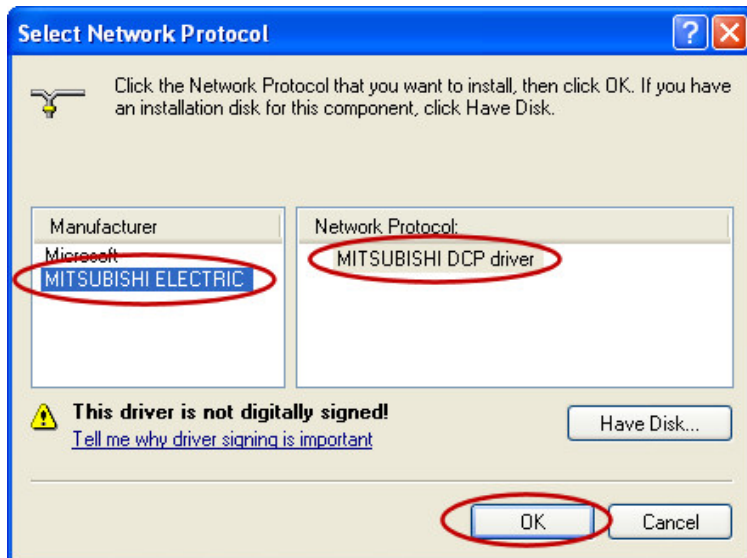 Select Network Protocol
Click the Network Protocol that you want to install, then click OK. If you have
an installation disk for this component, click Have Disk.
Manufacturer
Network Protocol:
Microsoft
MITSUBISHI ELECTRIC
MITSUBISHI DCP driver
This driver is not digitally signed!
Tell me why driver signing is important
Have Disk...
OK
Cancel